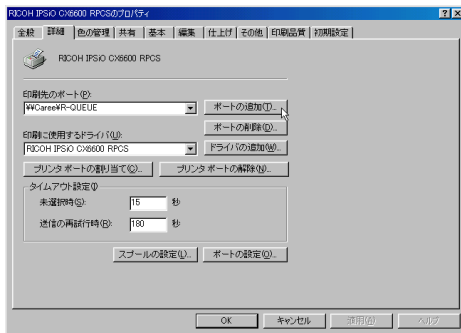 RICOH IPSiO CX6600 RPCSのプロパティ
全般 詳細 色の管理 共有 基本 編集 仕上げ その他 印刷品質 初期設定
RICOH IPSiO CX6600 RPCS
印刷先のポート(P):
¥¥Caree¥R-QUEUE
ポートの追加(T)...
ポートの削除(D)...
印刷に使用するドライバ(U):
RICOH IPSiO CX6600 RPCS
ドライバの追加(W)...
プリンタ ポートの割り当て(C)... プリンタ ポートの解除(N)...
タイムアウト設定
未選択時(S): 15 秒
送信の再試行時(R): 180 秒
スプールの設定(L)... ポートの設定(O)...
OK キャンセル 適用(A) ヘルプ